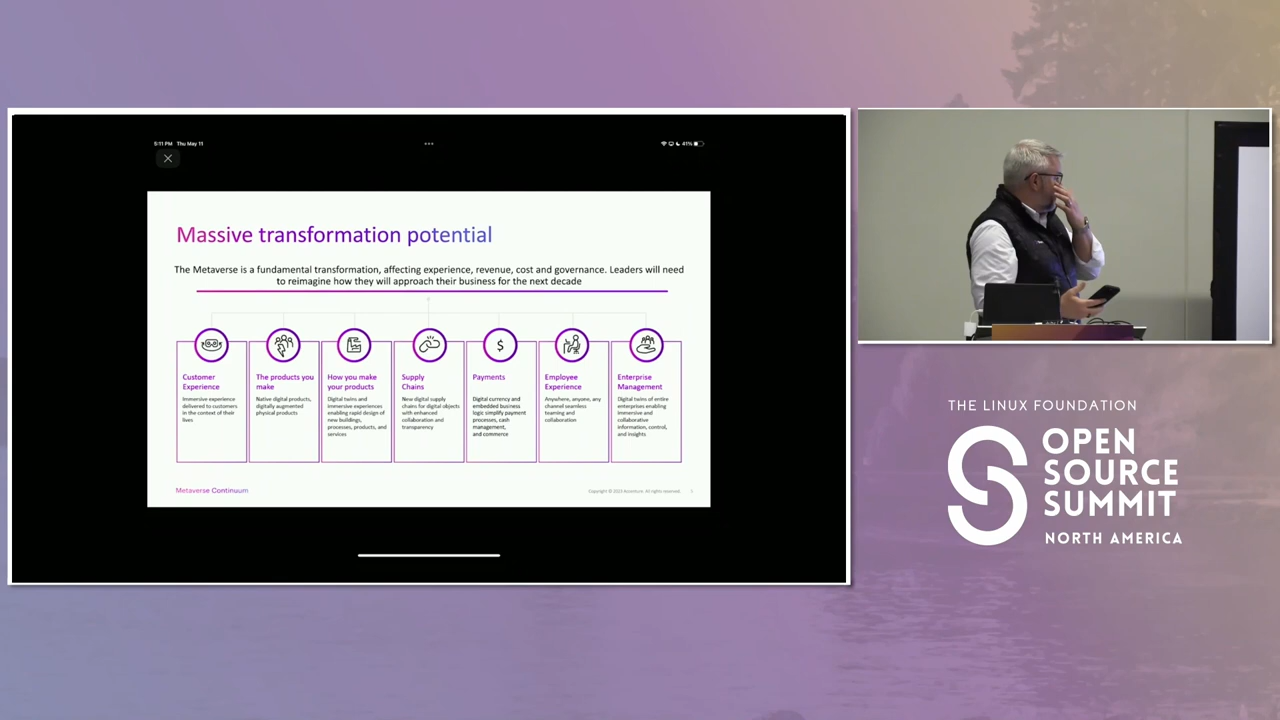 5:11 PM Thu May 11
41%
Massive transformation potential
The Metaverse is a fundamental transformation, affecting experience, revenue, cost and governance. Leaders will need
to reimagine how they will approach their business for the next decade
$
Customer
Experience
Immersive experience
delivered to customers
in the context of their
lives
The products you
make
Native digital products,
digitally augmented
physical products
How you make
your products
Digital twins and
immersive experiences
enabling rapid design of
new buildings,
processes, products, and
services
Supply
Chains
New digital supply
chains for digital objects
with enhanced
collaboration and
transparency
Payments
Digital currency and
embedded business
logic simplify payment
processes, cash
management,
and commerce
Employee
Experience
Anywhere, anyone, any
channel seamless
teaming and
collaboration
Enterprise
Management
Digital twins of entire
enterprises enabling
immersive and
collaborative
information, control,
and insights
Metaverse Continuum
Copyright © 2023 Accenture. All rights reserved.
THE LINUX FOUNDATION
OPEN
SOURCE
SUMMIT
NORTH AMERICA